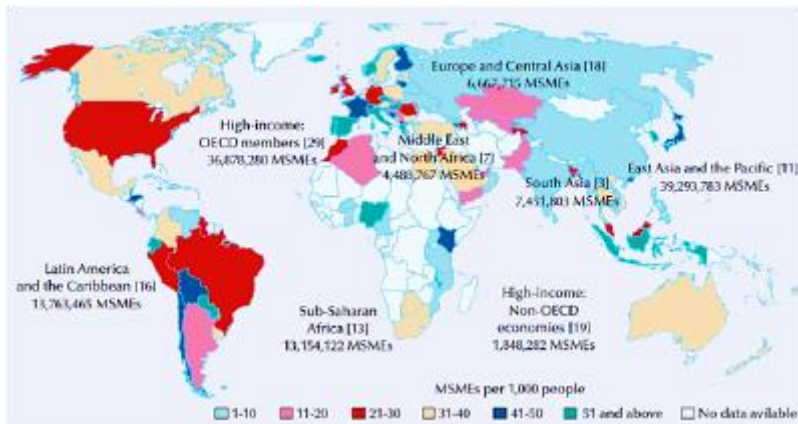 Europe and Central Asia [18]
6,667,715 MSMEs
High-income:
OECD members [29]
36,878,280 MSMEs
Middle East
and North Africa [7]
4,488,767 MSMEs
South Asia [3]
7,451,803 MSMEs
East Asia and the Pacific [11]
39,293,783 MSMEs
Latin America
and the Caribbean [16]
13,763,465 MSMEs
Sub-Saharan
Africa [13]
13,154,122 MSMEs
High-income:
Non-OECD
economies [19]
1,848,282 MSMEs
MSMEs per 1,000 people
1-10 11-20 21-30 31-40 41-50 51 and above No data avilable